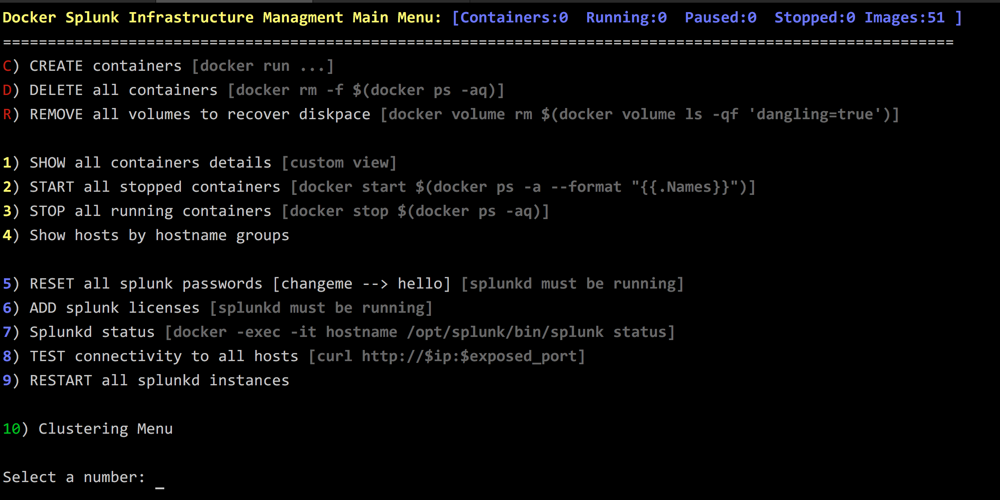 Docker Splunk Infrastructure Managment Main Menu: [Containers:0  Running:0  Paused:0  Stopped:0 Images:51 ]
==========================================================================================================
C) CREATE containers [docker run ...]
D) DELETE all containers [docker rm -f $(docker ps -aq)]
R) REMOVE all volumes to recover diskpace [docker volume rm $(docker volume ls -qf 'dangling=true')]
1) SHOW all containers details [custom view]
2) START all stopped containers [docker start $(docker ps -a --format "{{.Names}}")]
3) STOP all running containers [docker stop $(docker ps -aq)]
4) Show hosts by hostname groups
5) RESET all splunk passwords [changeme --> hello] [splunkd must be running]
6) ADD splunk licenses [splunkd must be running]
7) Splunkd status [docker -exec -it hostname /opt/splunk/bin/splunk status]
8) TEST connectivity to all hosts [curl http://$ip:$exposed_port]
9) RESTART all splunkd instances
10) Clustering Menu
Select a number: _